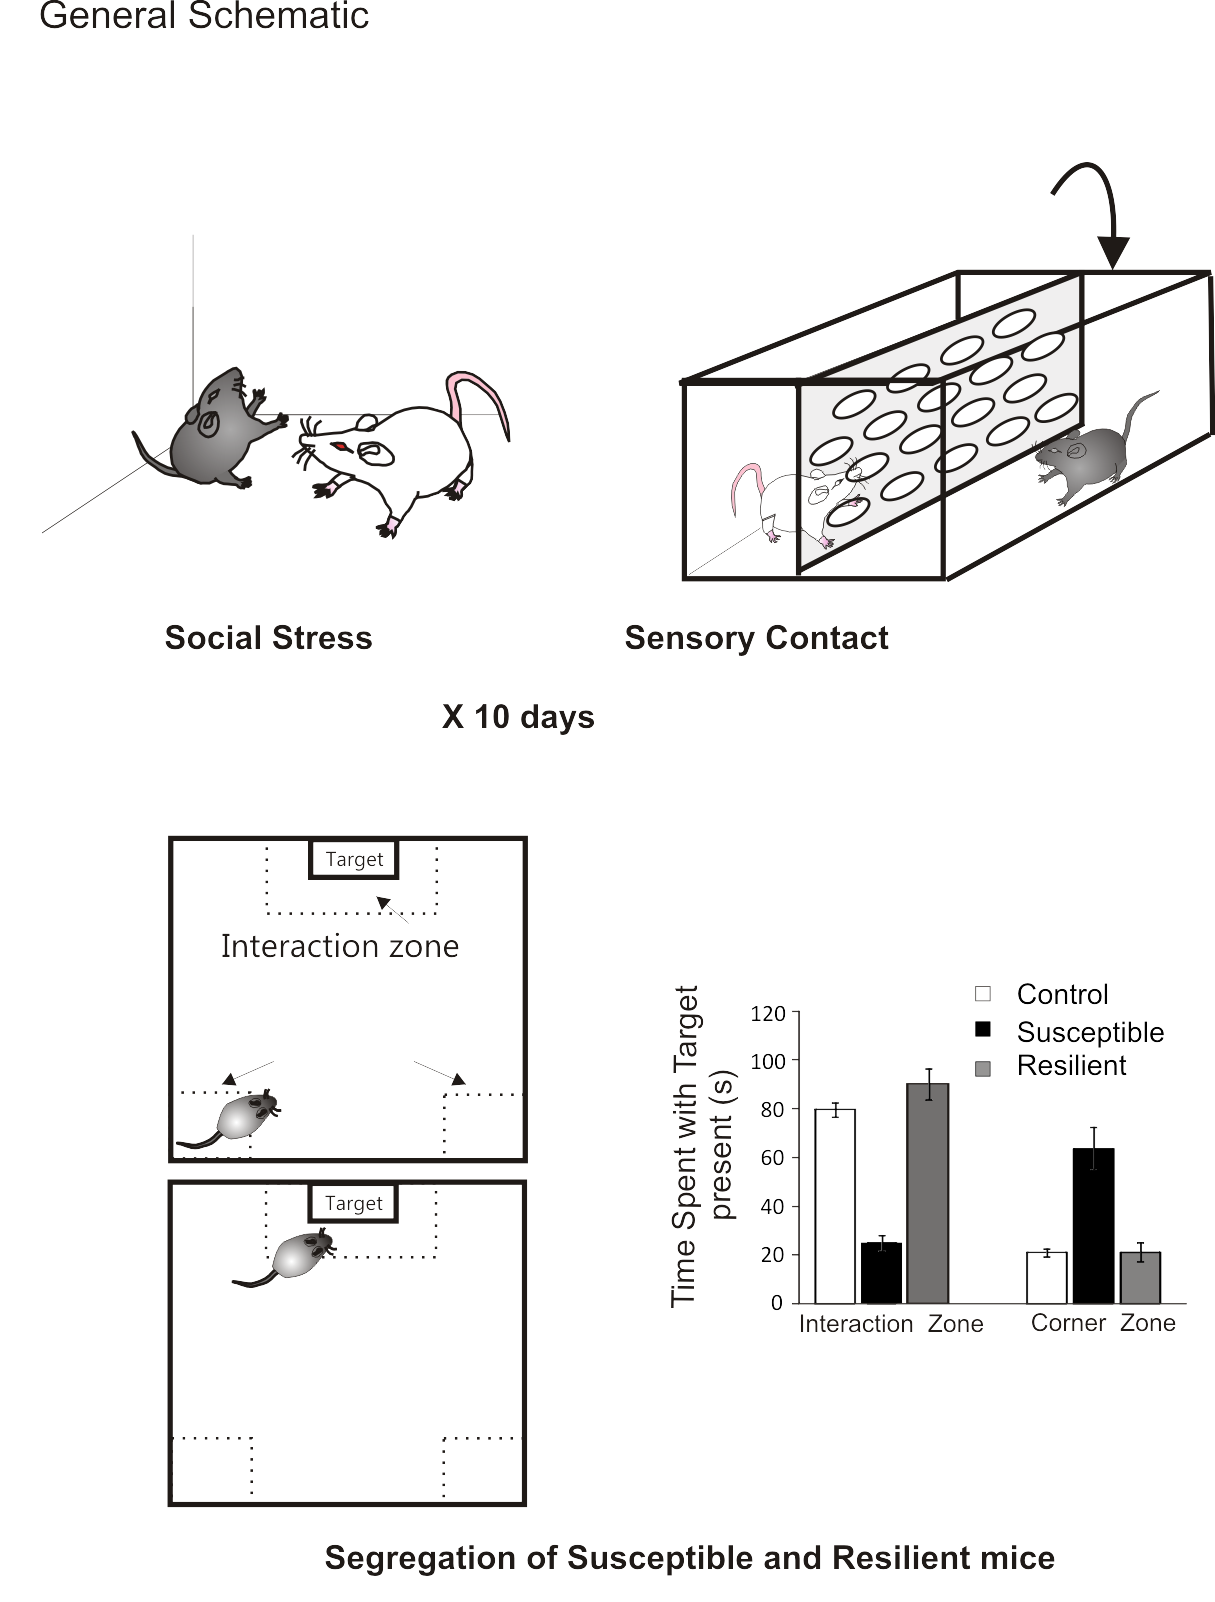 General Schematic
Social Stress
Sensory Contact
X 10 days
Target
Interaction zone
Target
Time Spent with Target
present (s)
120
100
80
60
40
20
0
Control
Susceptible
Resilient
Interaction Zone
Corner Zone
Segregation of Susceptible and Resilient mice